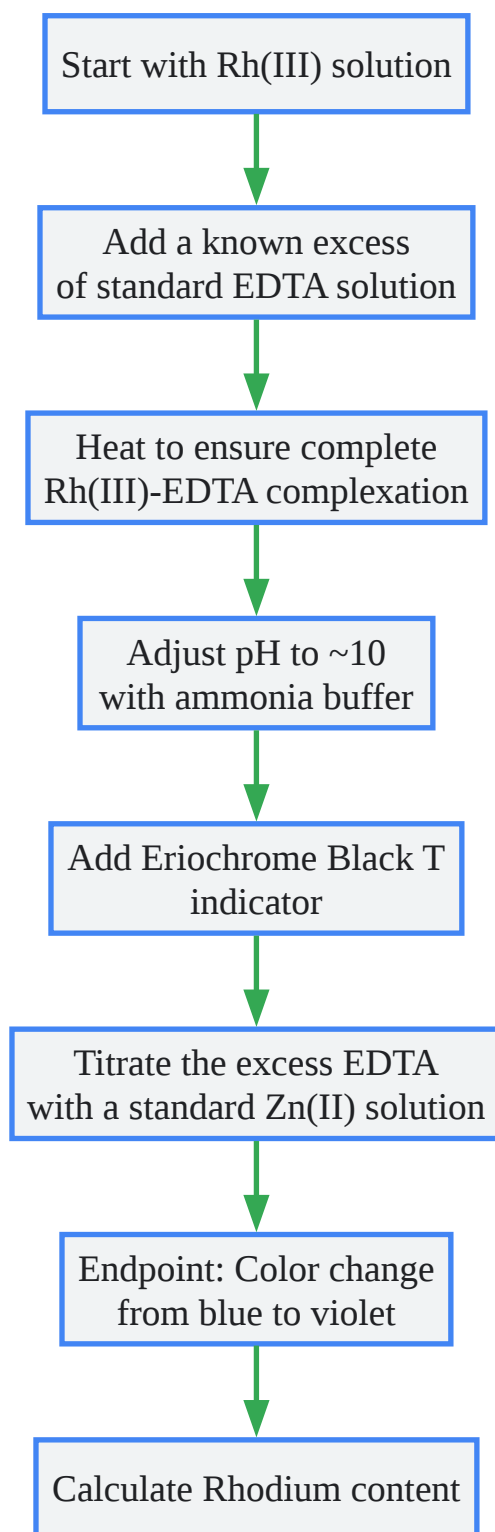 Start with Rh(III) solution
Add a known excess
of standard EDTA solution
Heat to ensure complete
Rh(III)-EDTA complexation
Adjust pH to ~10
with ammonia buffer
Add Eriochrome Black T
indicator
Titrate the excess EDTA
with a standard Zn(II) solution
Endpoint: Color change
from blue to violet
Calculate Rhodium content